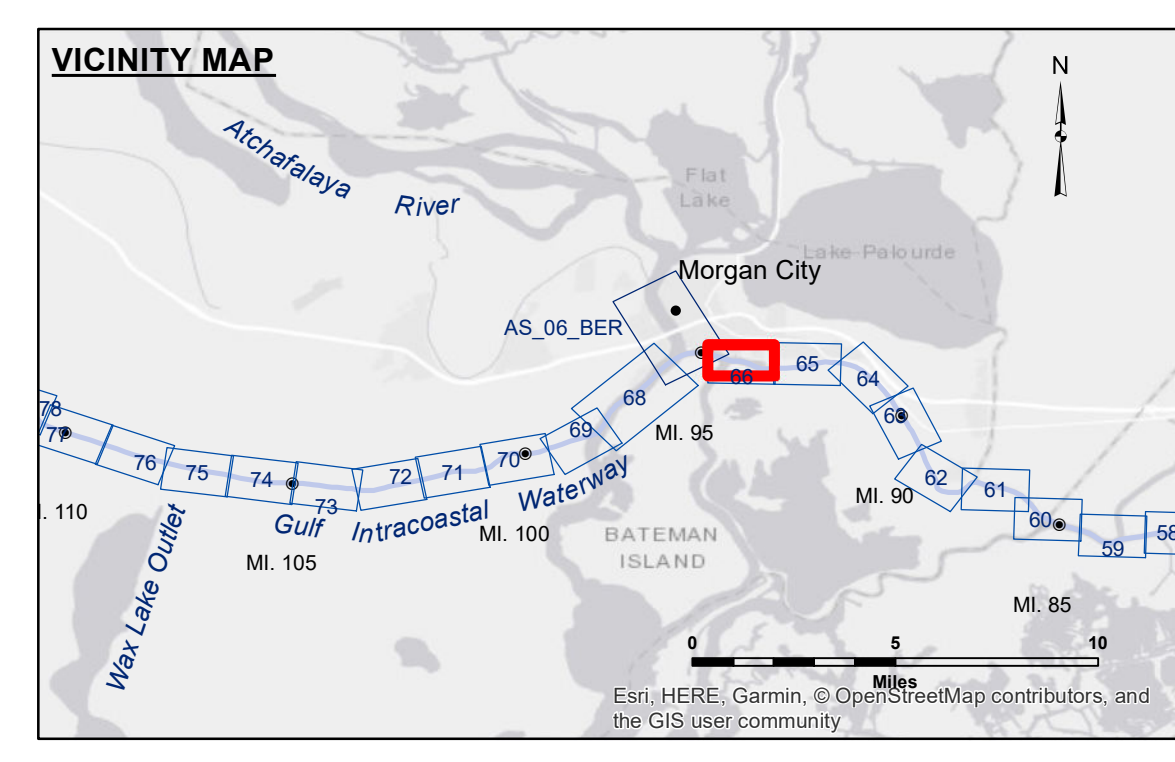 VICINITY MAP
N
Atchafalaya
River
Flat
Lake
Lake Palourde
Morgan City
AS_06_BER
66
65
64
63
62
61
60
59
58
68
69
70
71
72
73
74
75
76
77
78
MI. 95
MI. 90
MI. 85
MI. 100
MI. 105
I. 110
Gulf Intracoastal Waterway
Wax Lake Outlet
BATEMAN
ISLAND
0 5 10
Miles
Esri, HERE, Garmin, © OpenStreetMap contributors, and
the GIS user community